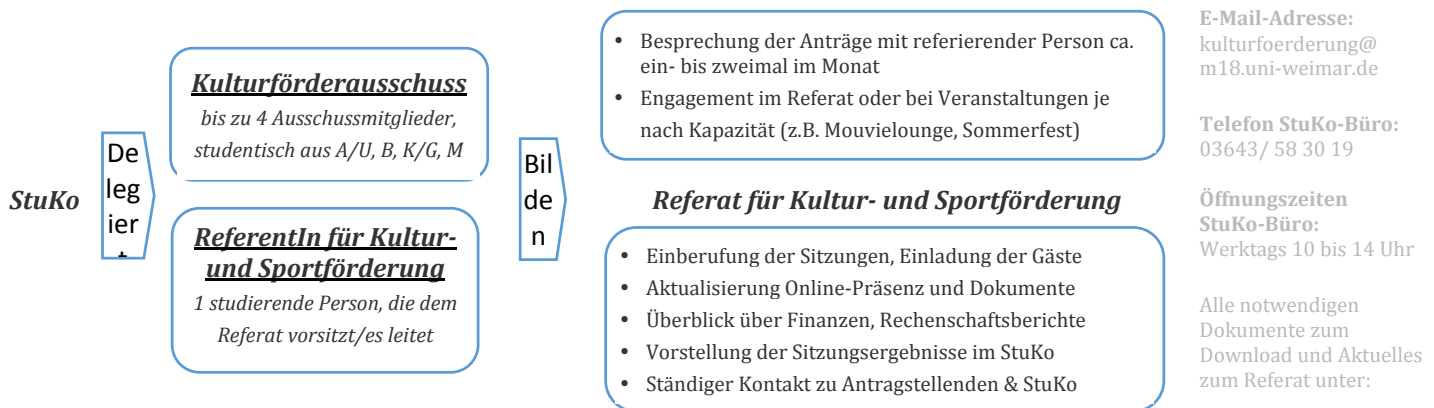 StuKo
De
leg
ier
t
Kulturförderausschuss
bis zu 4 Ausschussmitglieder,
studentisch aus A/U, B, K/G, M
ReferentIn für Kultur-
und Sportförderung
1 studierende Person, die dem
Referat vorsitzt/es leitet
Bil
de
n
• Besprechung der Anträge mit referierender Person ca.
ein- bis zweimal im Monat
• Engagement im Referat oder bei Veranstaltungen je
nach Kapazität (z.B. Mouvielounge, Sommerfest)
Referat für Kultur- und Sportförderung
• Einberufung der Sitzungen, Einladung der Gäste
• Aktualisierung Online-Präsenz und Dokumente
• Überblick über Finanzen, Rechenschaftsberichte
• Vorstellung der Sitzungsergebnisse im StuKo
• Ständiger Kontakt zu Antragstellenden & StuKo
E-Mail-Adresse:
kulturfoerderung@
m18.uni-weimar.de
Telefon StuKo-Büro:
03643/ 58 30 19
Öffnungszeiten
StuKo-Büro:
Werktags 10 bis 14 Uhr
Alle notwendigen
Dokumente zum
Download und Aktuelles
zum Referat unter: